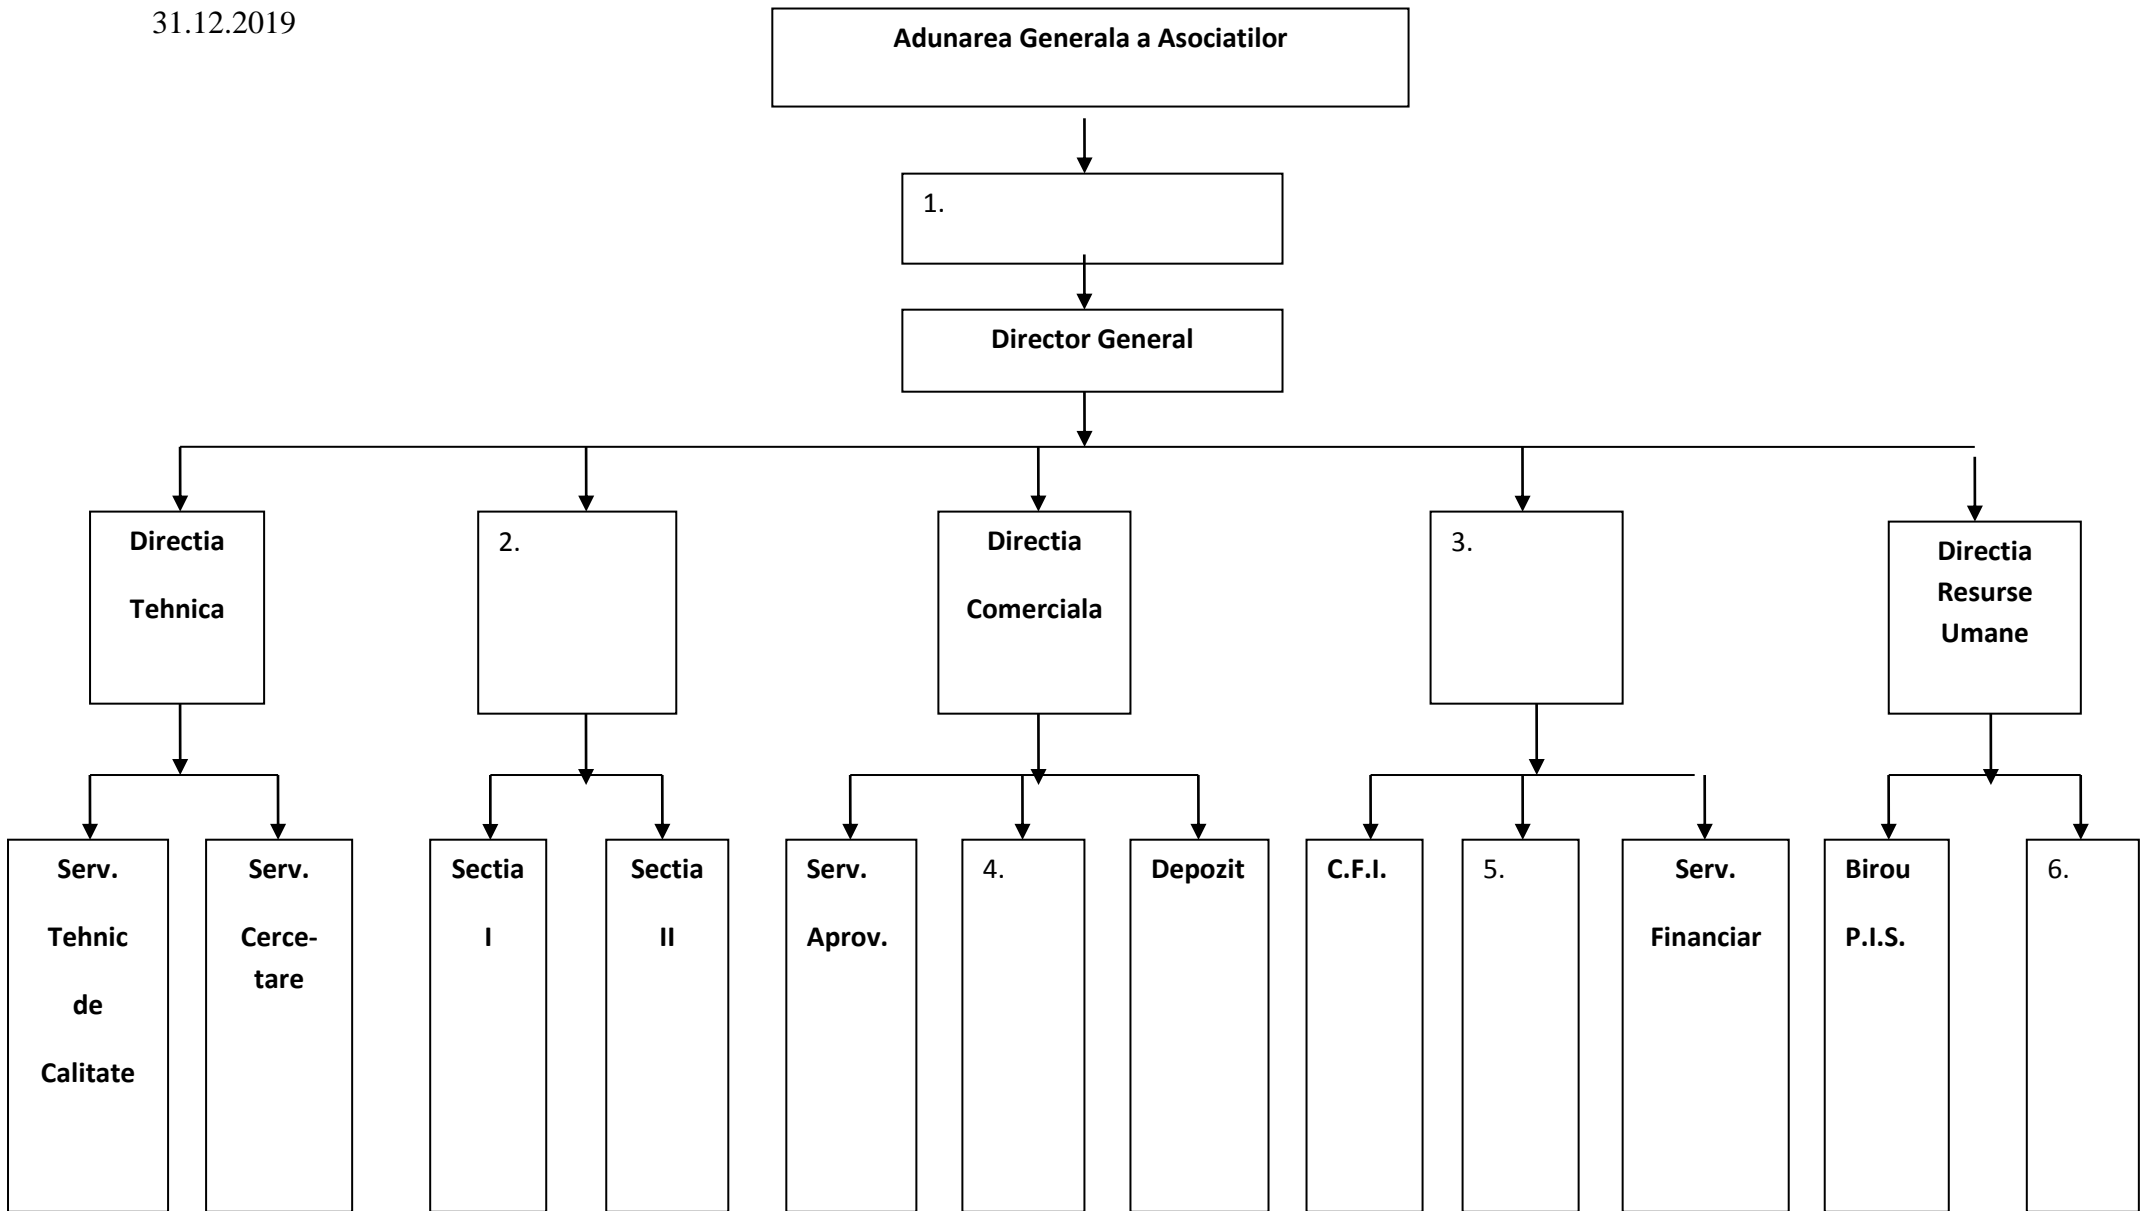 31.12.2019
Adunarea Generala a Asociatilor
1.
Director General
Directia
Tehnica
2.
Directia
Comerciala
3.
Directia
Resurse
Umane
Serv.
Tehnic
de
Calitate
Serv.
Cerce-
tare
Sectia
I
Sectia
II
Serv.
Aprov.
4.
Depozit
C.F.I.
5.
Serv.
Financiar
Birou
P.I.S.
6.